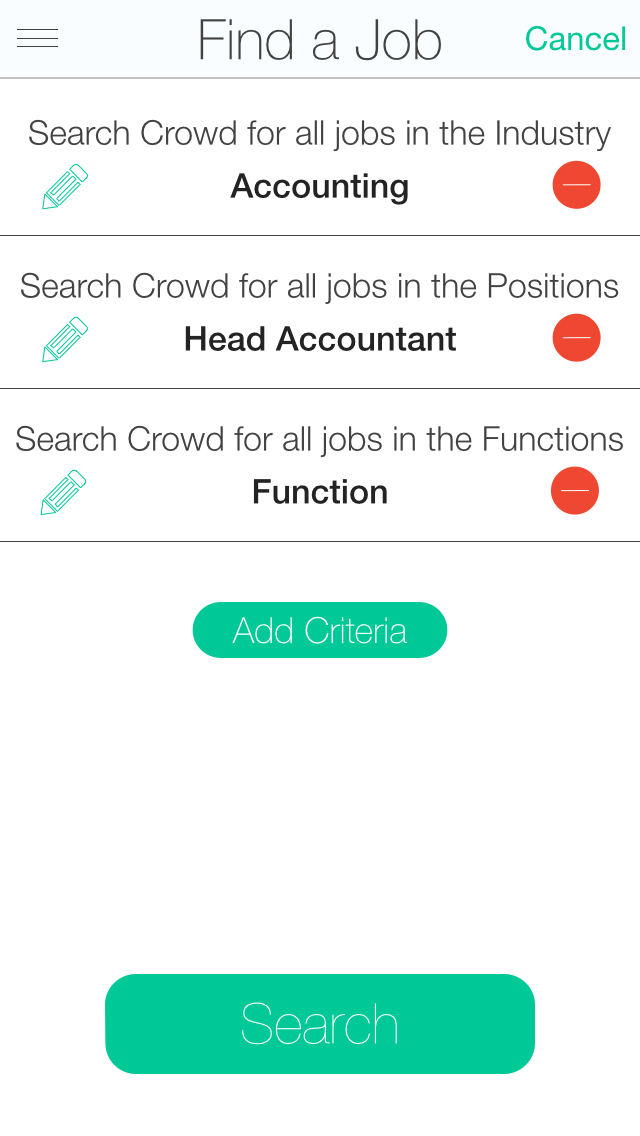 Find a Job
Cancel
Search Crowd for all jobs in the Industry
Accounting
Search Crowd for all jobs in the Positions
Head Accountant
Search Crowd for all jobs in the Functions
Function
Add Criteria
Search